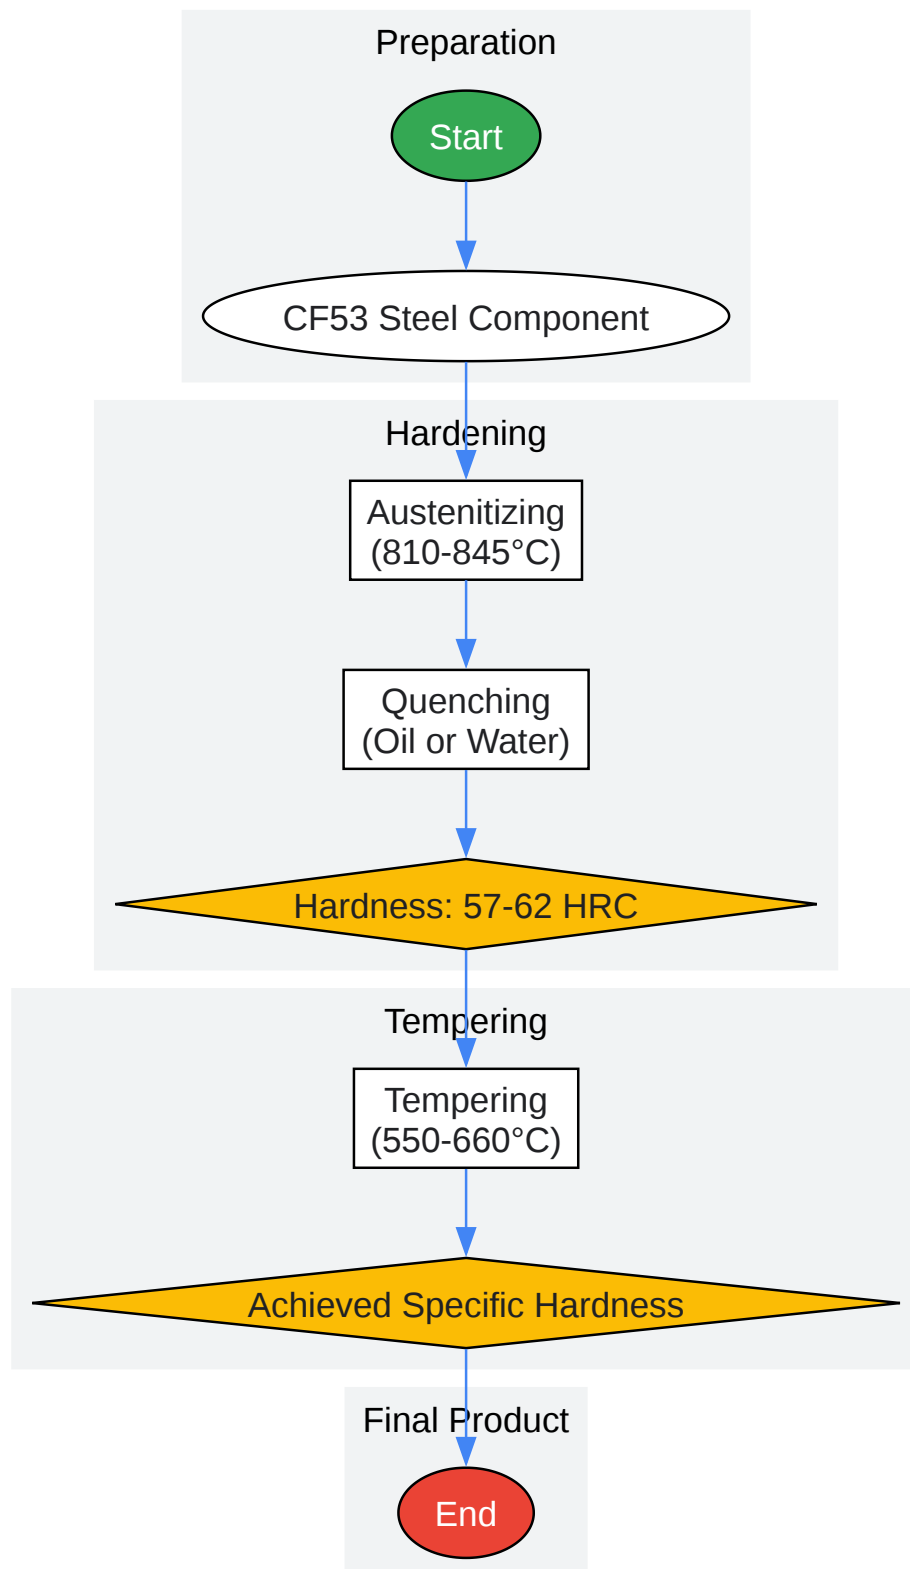 Preparation
Start
CF53 Steel Component
Hardening
Austenitizing
(810-845°C)
Quenching
(Oil or Water)
Hardness: 57-62 HRC
Tempering
Tempering
(550-660°C)
Achieved Specific Hardness
Final Product
End